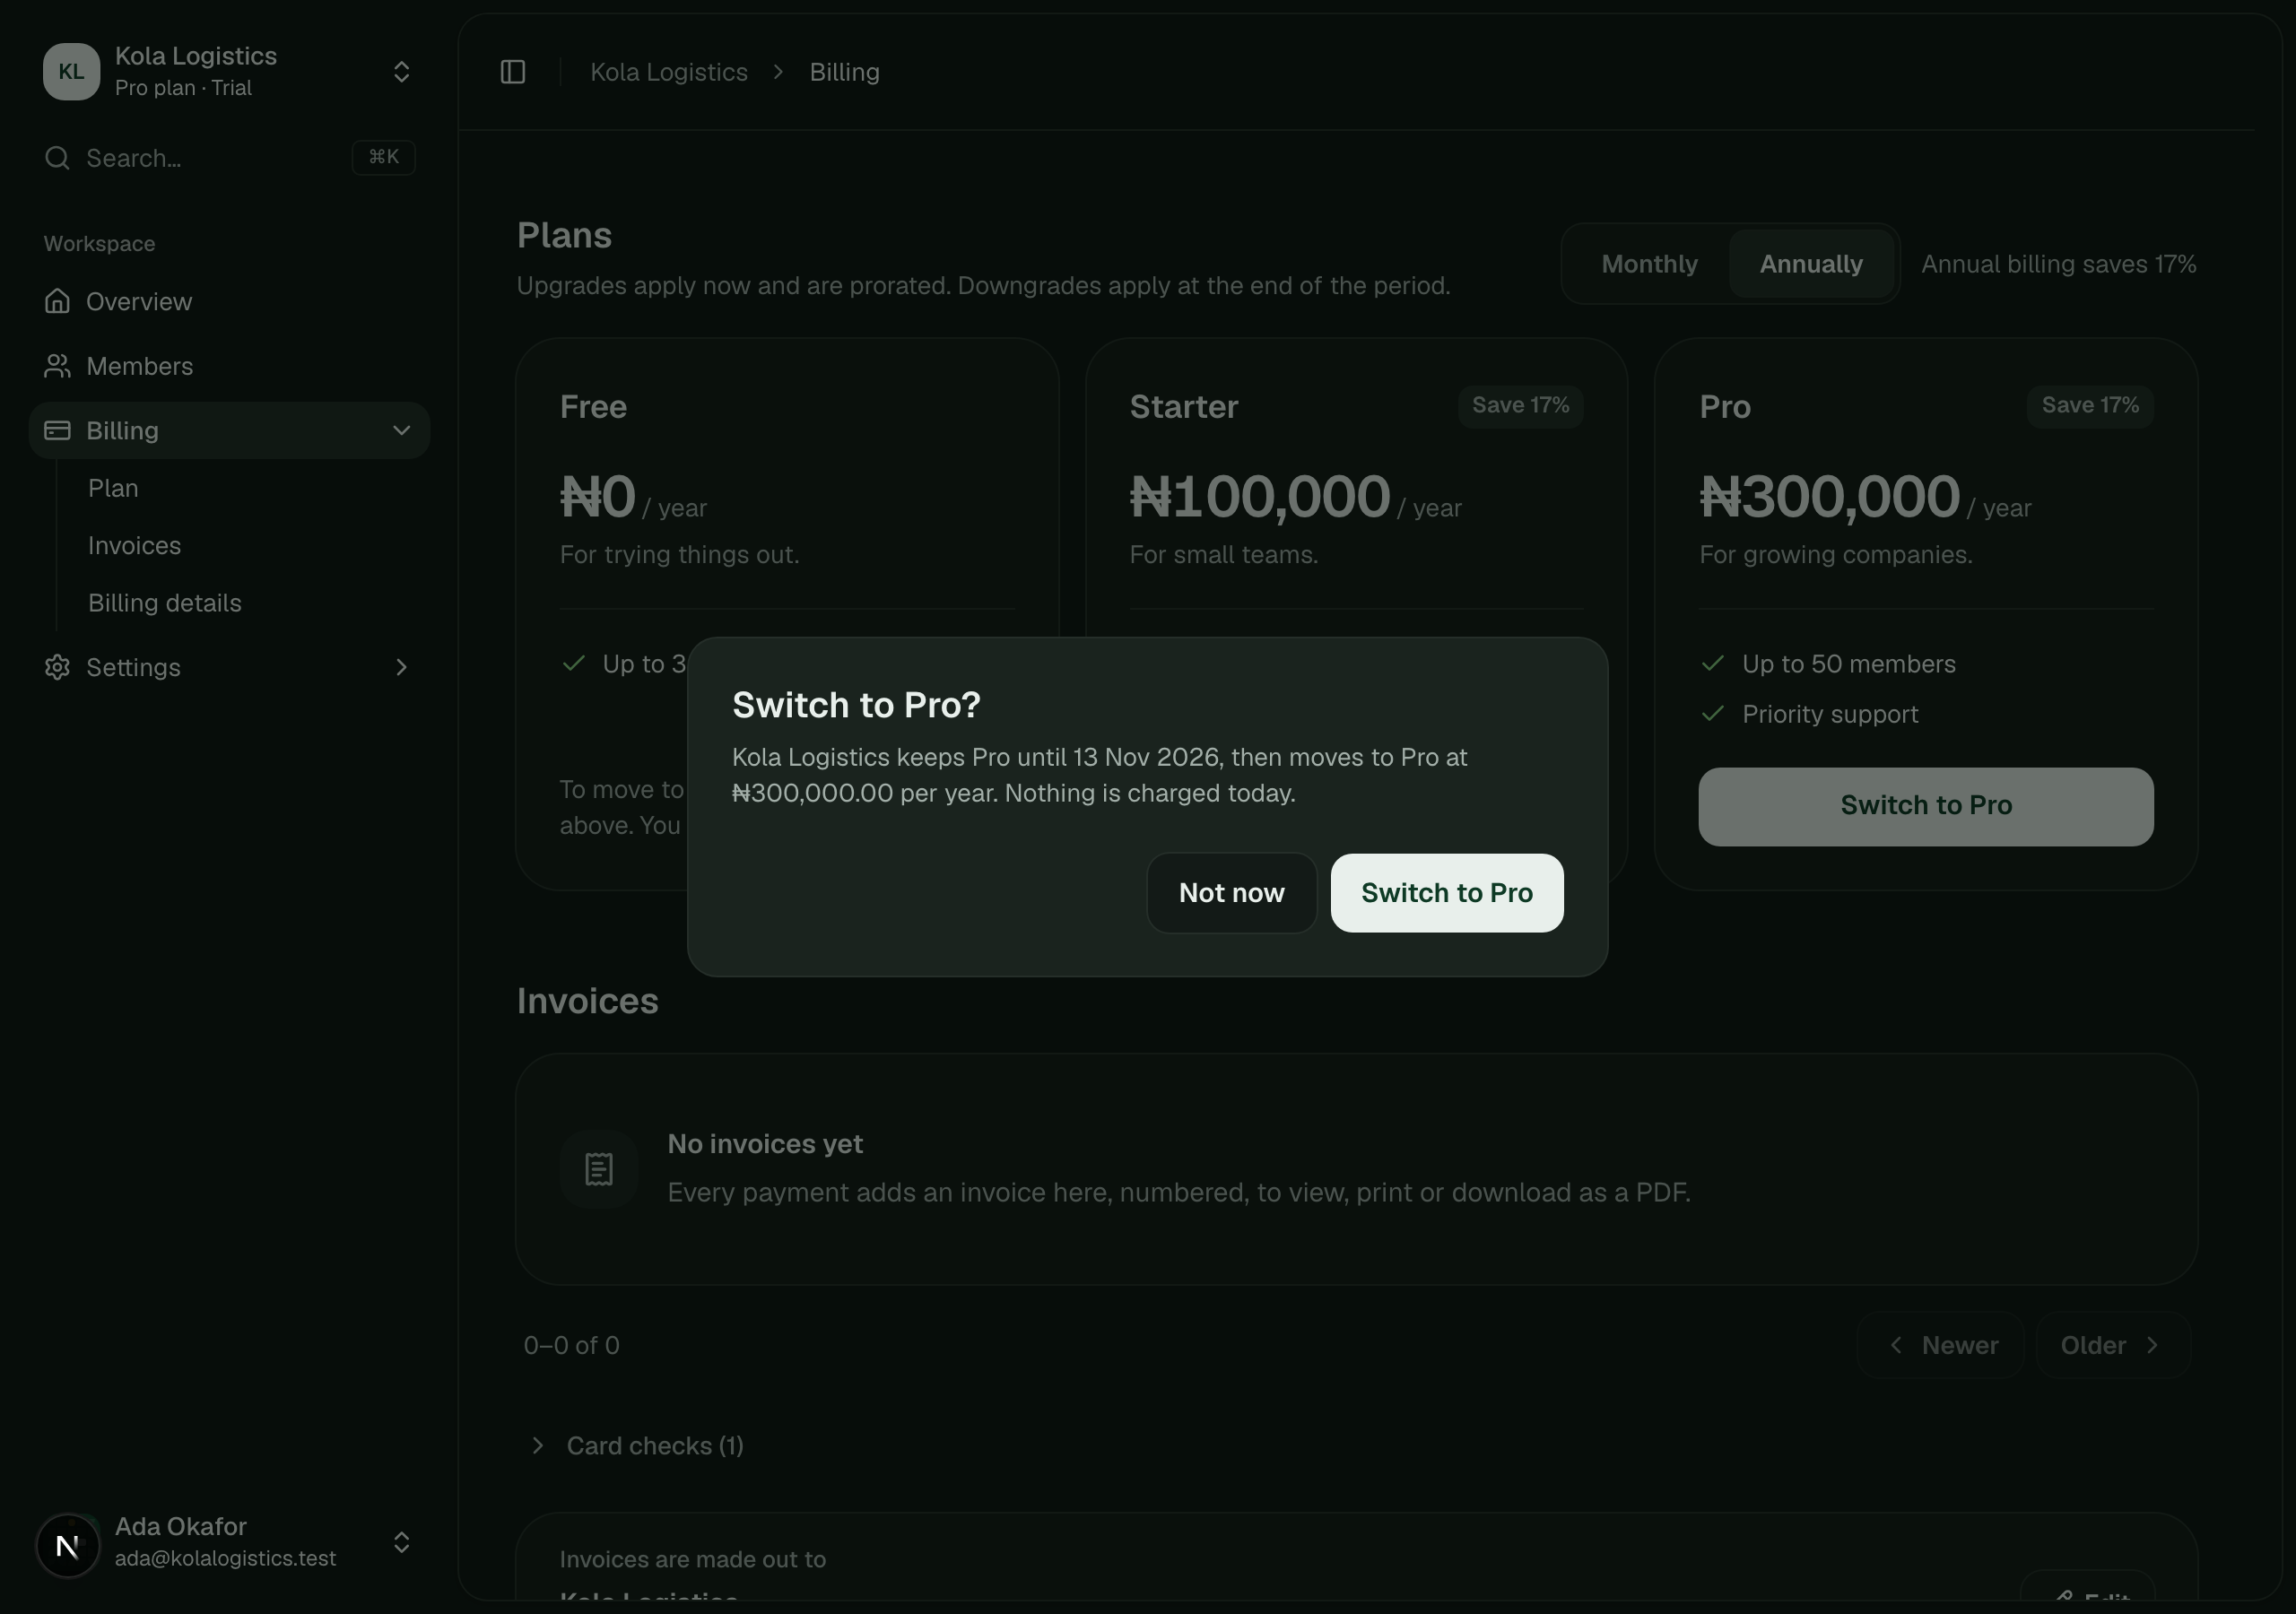 KL
Kola Logistics
Pro plan · Trial
Search...
⌘K
Workspace
Overview
Members
Billing
Plan
Invoices
Billing details
Settings
Ada Okafor
ada@kolalogistics.test
N
Kola Logistics > Billing
Plans
Upgrades apply now and are prorated. Downgrades apply at the end of the period.
Monthly
Annually
Annual billing saves 17%
Free
₦0 / year
For trying things out.
Up to 3
To move to
above. You
Starter
Save 17%
₦100,000 / year
For small teams.
Pro
Save 17%
₦300,000 / year
For growing companies.
Up to 50 members
Priority support
Switch to Pro
Switch to Pro?
Kola Logistics keeps Pro until 13 Nov 2026, then moves to Pro at
₦300,000.00 per year. Nothing is charged today.
Not now
Switch to Pro
Invoices
No invoices yet
Every payment adds an invoice here, numbered, to view, print or download as a PDF.
0–0 of 0
Newer
Older
Card checks (1)
Invoices are made out to
Kola Logistics
Edit